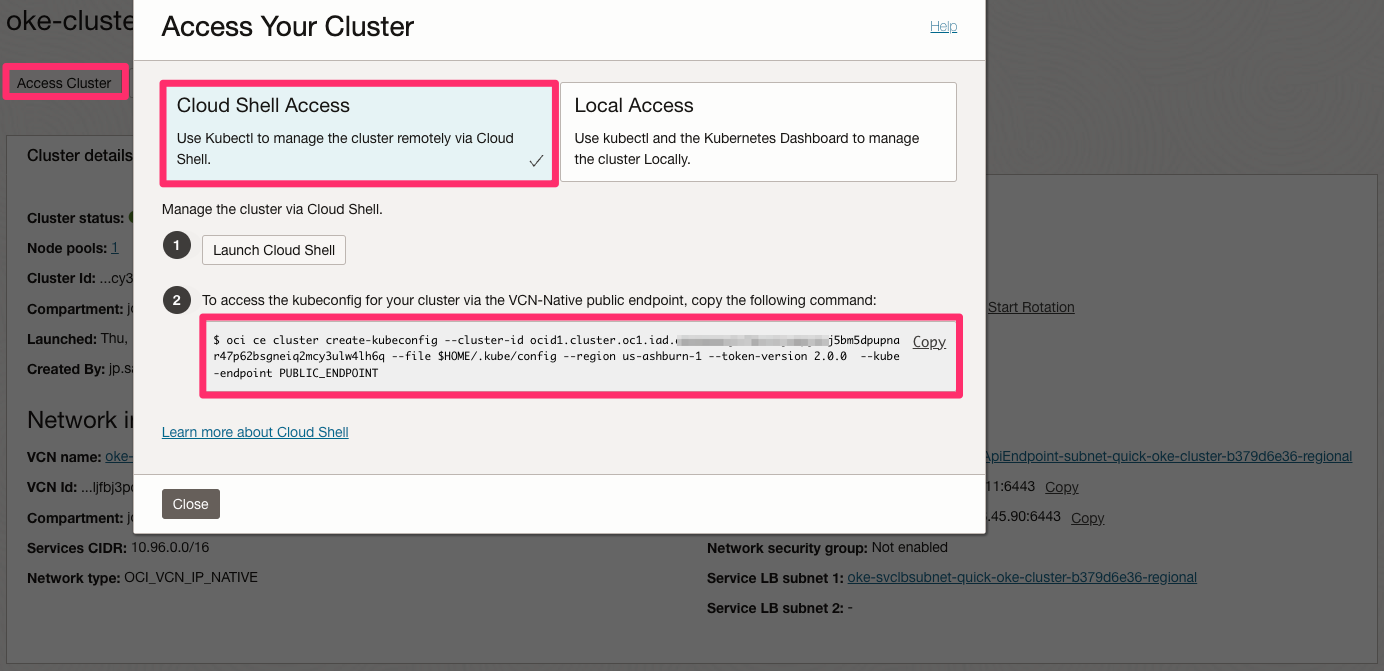 oke-cluste
Access Cluster
Access Your Cluster
Help
Cloud Shell Access
Use Kubectl to manage the cluster remotely via Cloud
Shell.
Local Access
Use kubectl and the Kubernetes Dashboard to manage
the cluster Locally.
Manage the cluster via Cloud Shell.
1
Launch Cloud Shell
2
To access the kubeconfig for your cluster via the VCN-Native public endpoint, copy the following command:
$ oci ce cluster create-kubeconfig --cluster-id ocid1.cluster.oc1.iad. j5bm5dpupna
r47p62bsgneiq2mcy3ulw4lh6q --file $HOME/.kube/config --region us-ashburn-1 --token-version 2.0.0  --kube
-endpoint PUBLIC_ENDPOINT
Copy
Learn more about Cloud Shell
Close
Cluster details
Cluster status:
Node pools: 1
Cluster Id: ...cy3
Compartment: jo
Launched: Thu,
Created By: jp.sa
Start Rotation
Network in
VCN name: oke-
VCN Id: ...ljfbj3pc
Compartment: jo
Services CIDR: 10.96.0.0/16
Network type: OCI_VCN_IP_NATIVE
ApiEndpoint-subnet-quick-oke-cluster-b379d6e36-regional
11:6443 Copy
.45.90:6443 Copy
Network security group: Not enabled
Service LB subnet 1: oke-svclbsubnet-quick-oke-cluster-b379d6e36-regional
Service LB subnet 2: -